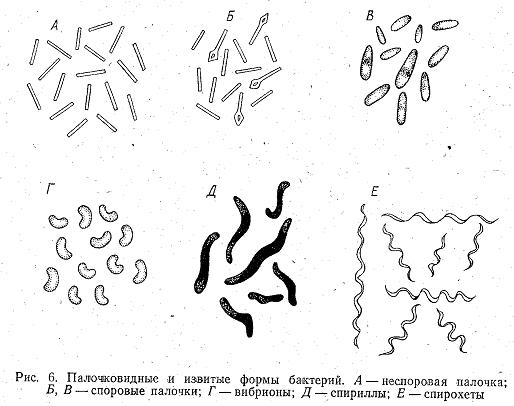 А
Б
В
Г
Д
Е
Рис. 6. Палочковидные и извитые формы бактерий. А — неспоровая палочка;
Б, В — споровые палочки; Г — вибрионы; Д — спириллы; Е — спирохеты